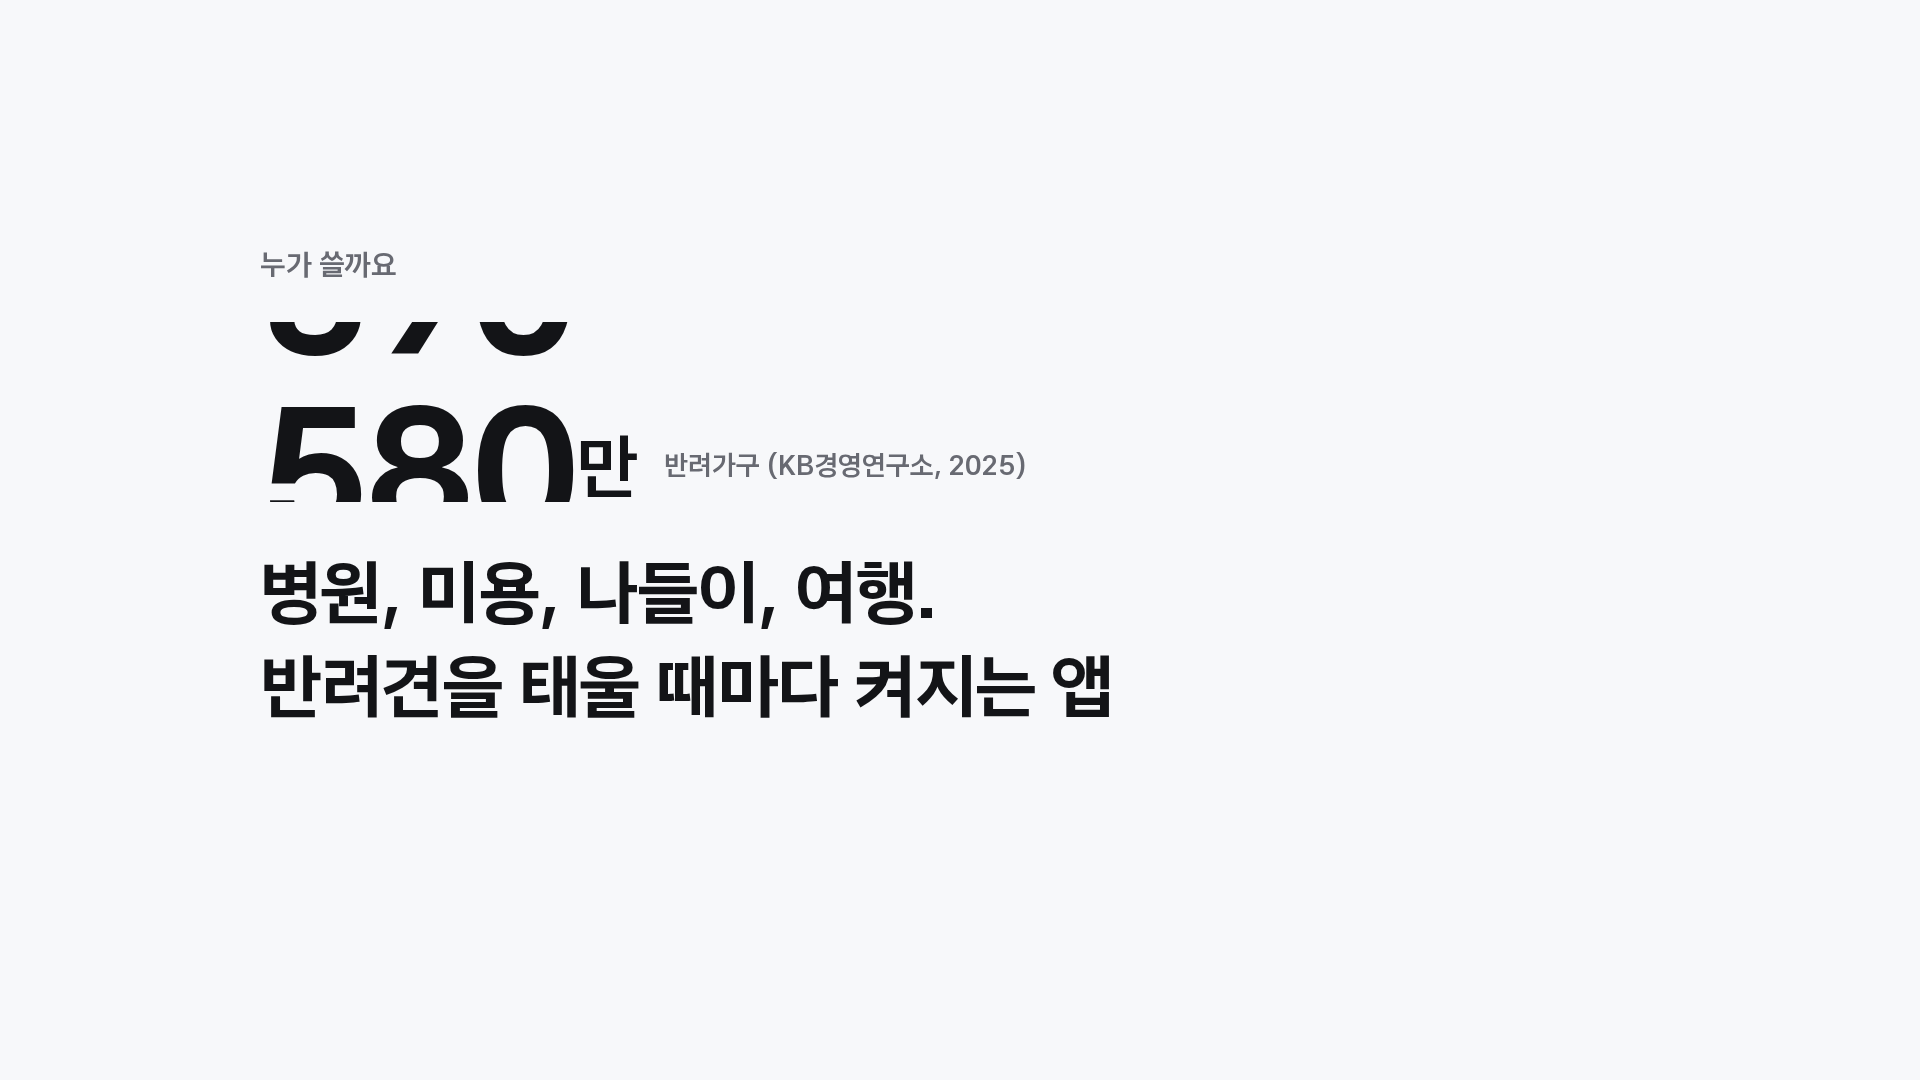 누가 쓸까요
580만 반려가구 (KB경영연구소, 2025)
병원, 미용, 나들이, 여행.
반려견을 태울 때마다 켜지는 앱